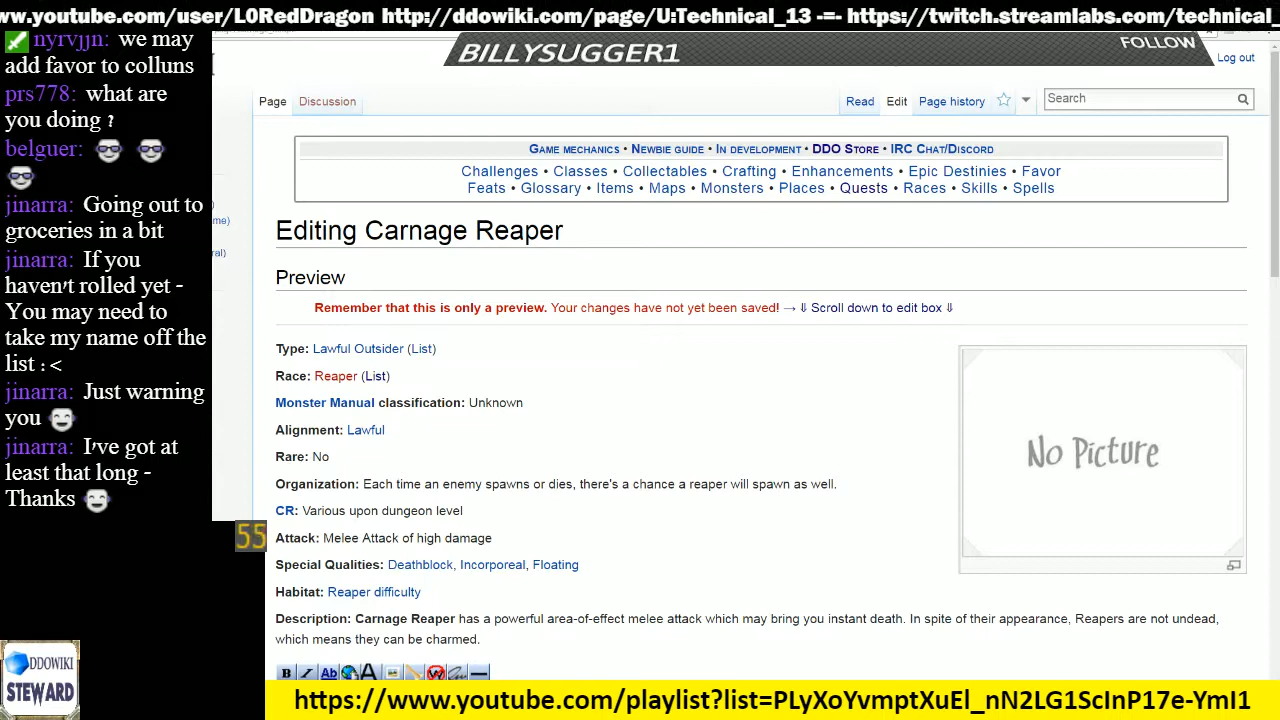 ww.youtube.com/user/L0RedDragon http://ddowiki.com/page/U:Technical_13 -=- https://twitch.streamlabs.com/technical_
nyrvjjn: we may
add favor to colluns
prs778: what are
you doing ?
belguer:
jinarra: Going out to
groceries in a bit
jinarra: If you
haven't rolled yet -
You may need to
take my name off the
list : <
jinarra: Just warning
you
jinarra: I've got at
least that long -
Thanks
BILLYSUGGER1
FOLLOW
Log out
Page Discussion Read Edit Page history Search
Game mechanics • Newbie guide • In development • DDO Store • IRC Chat/Discord
Challenges • Classes • Collectables • Crafting • Enhancements • Epic Destinies • Favor
Feats • Glossary • Items • Maps • Monsters • Places • Quests • Races • Skills • Spells
me)
ral)
Editing Carnage Reaper
Preview
Remember that this is only a preview. Your changes have not yet been saved! → ⇓ Scroll down to edit box ⇓
Type: Lawful Outsider (List)
Race: Reaper (List)
Monster Manual classification: Unknown
Alignment: Lawful
Rare: No
Organization: Each time an enemy spawns or dies, there's a chance a reaper will spawn as well.
CR: Various upon dungeon level
Attack: Melee Attack of high damage
Special Qualities: Deathblock, Incorporeal, Floating
Habitat: Reaper difficulty
Description: Carnage Reaper has a powerful area-of-effect melee attack which may bring you instant death. In spite of their appearance, Reapers are not undead,
which means they can be charmed.
No Picture
55
B I Ab A
DDOWIKI
STEWARD
https://www.youtube.com/playlist?list=PLyXoYvmptXuEl_nN2LG1ScInP17e-YmI1